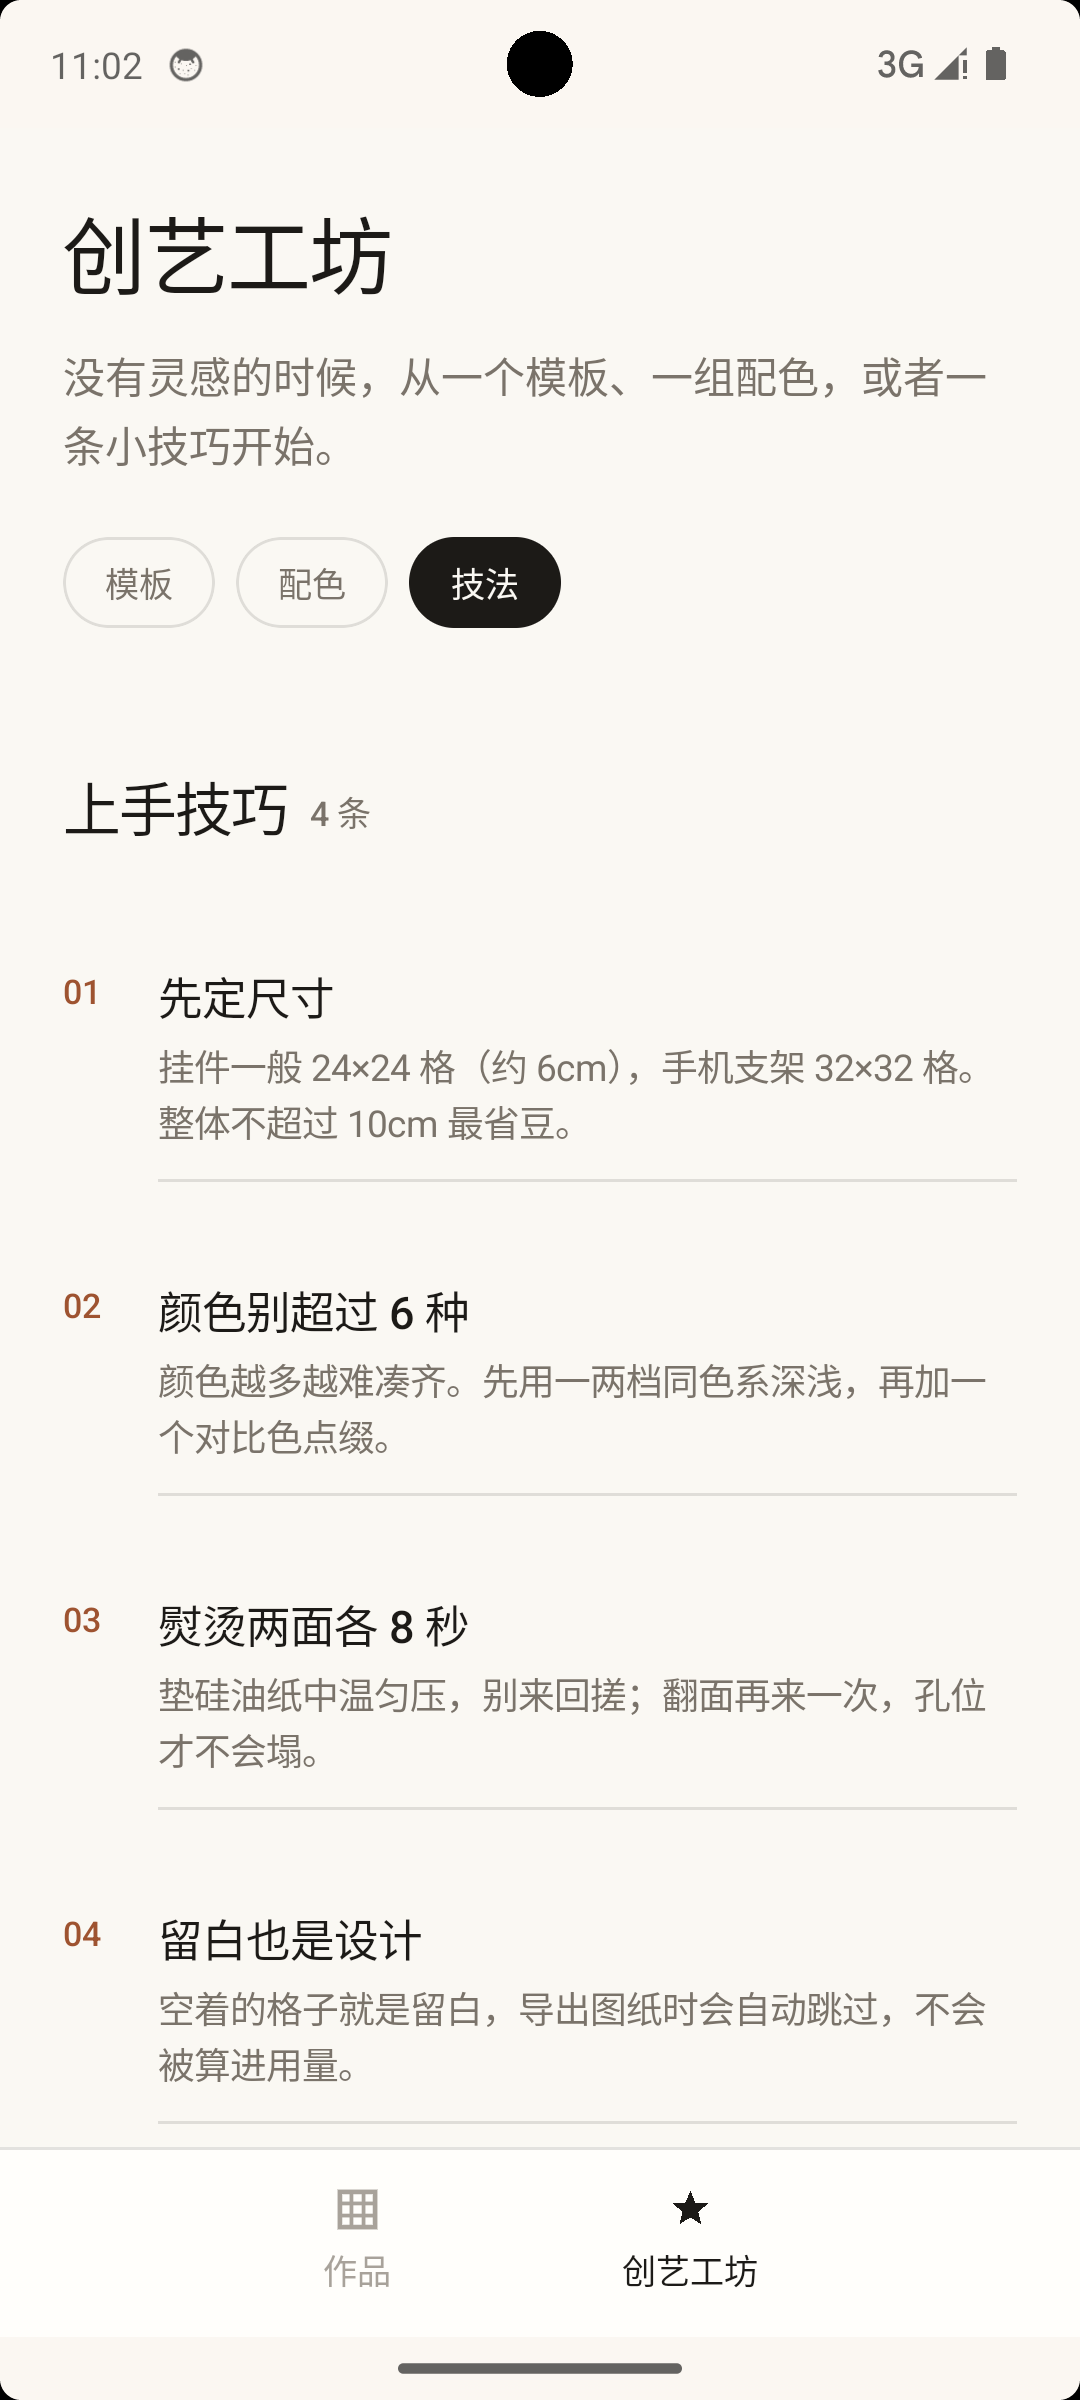 11:02
3G
创艺工坊
没有灵感的时候，从一个模板、一组配色，或者一
条小技巧开始。
模板 配色 技法
上手技巧 4 条
01 先定尺寸
挂件一般 24×24 格（约 6cm），手机支架 32×32 格。
整体不超过 10cm 最省豆。
02 颜色别超过 6 种
颜色越多越难凑齐。先用一两档同色系深浅，再加一
个对比色点缀。
03 熨烫两面各 8 秒
垫硅油纸中温匀压，别来回搓；翻面再来一次，孔位
才不会塌。
04 留白也是设计
空着的格子就是留白，导出图纸时会自动跳过，不会
被算进用量。
作品 创艺工坊